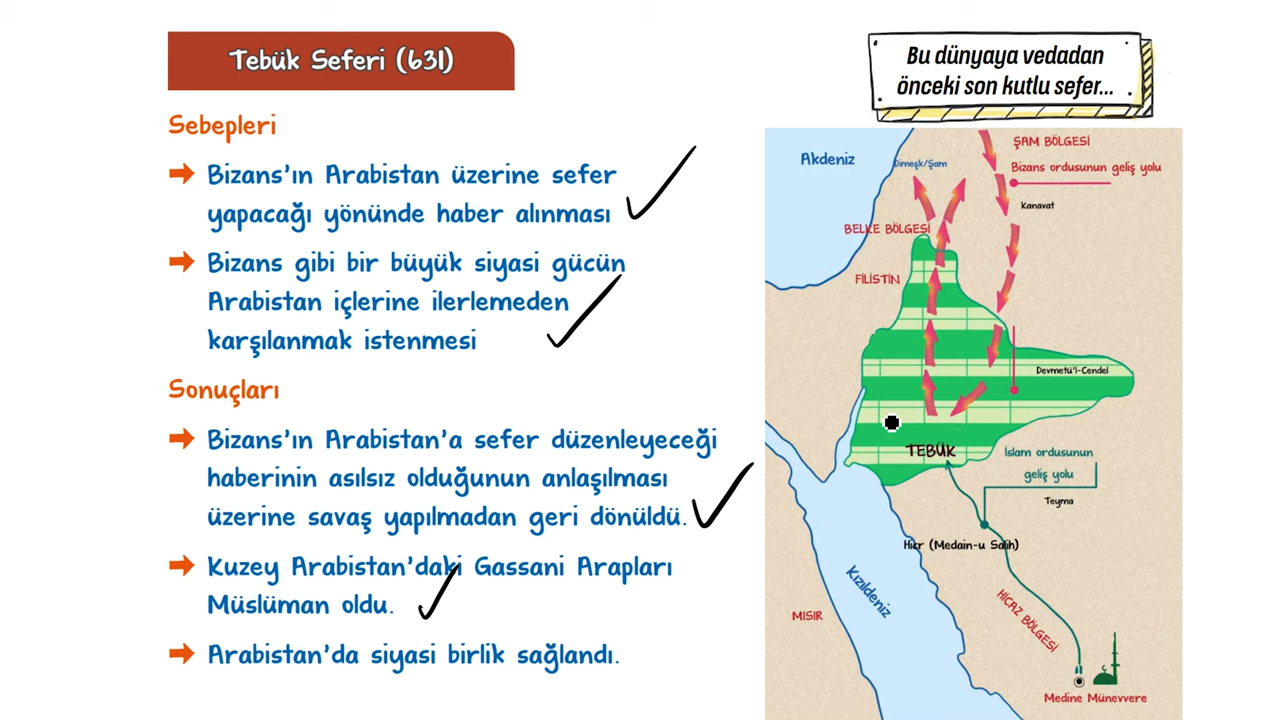 Tebük Seferi (631)
Bu dünyaya vedadan
önceki son kutlu sefer...
Sebepleri
Bizans'ın Arabistan üzerine sefer
yapacağı yönünde haber alınması
Bizans gibi bir büyük siyasi gücün
Arabistan içlerine ilerlemeden
karşılanmak istenmesi
Sonuçları
Bizans'ın Arabistan'a sefer düzenleyeceği
haberinin asılsız olduğunun anlaşılması
üzerine savaş yapılmadan geri dönüldü.
Kuzey Arabistan'daki Gassani Arapları
Müslüman oldu.
Arabistan'da siyasi birlik sağlandı.
ŞAM BÖLGESİ
Akdeniz
Dimeşk/Şam
Bizans ordusunun geliş yolu
Kanavat
BELKE BÖLGESİ
FİLİSTİN
Devmetü'l-Cendel
TEBÜK
İslam ordusunun
geliş yolu
Teyma
Hicr (Medain-u Salih)
Kızıldeniz
MISIR
HİCAZ BÖLGESİ
Medine Münevvere